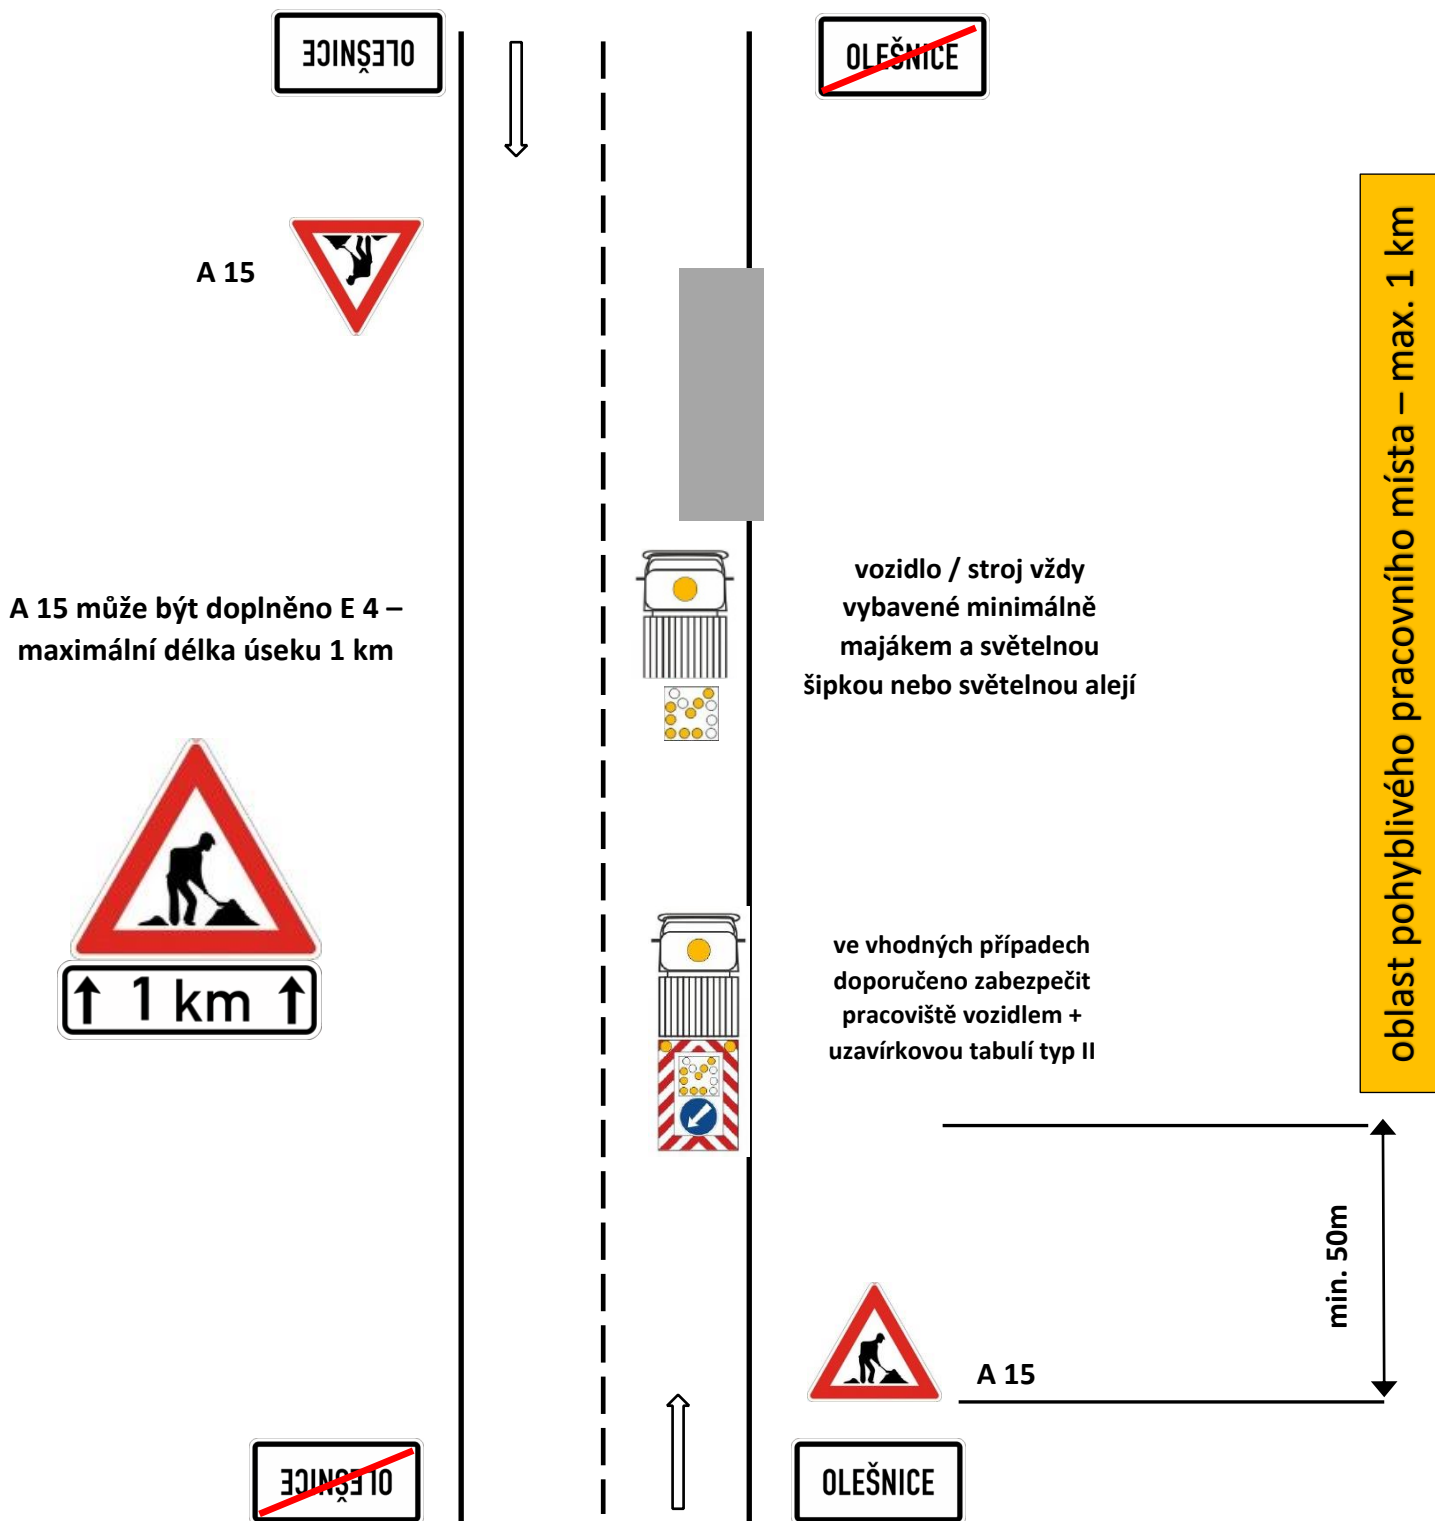 OLEŠNICE
OLEŠNICE
A 15
oblast pohyblivého pracovního místa – max. 1 km
A 15 může být doplněno E 4 –
maximální délka úseku 1 km
vozidlo / stroj vždy
vybavené minimálně
majákem a světelnou
šipkou nebo světelnou alejí
1 km
ve vhodných případech
doporučeno zabezpečit
pracoviště vozidlem +
uzavírkovou tabulí typ II
min. 50m
A 15
OLEŠNICE
OLEŠNICE